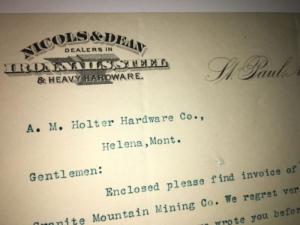 NICOLS & DEAN
DEALERS IN
IRON, NAILS, STEEL
& HEAVY HARDWARE.
St. Paul,
A. M. Holter Hardware Co.,
Helena, Mont.
Gentlemen:
Enclosed please find invoice of
Granite Mountain Mining Co. We regret ver
wrote you befor